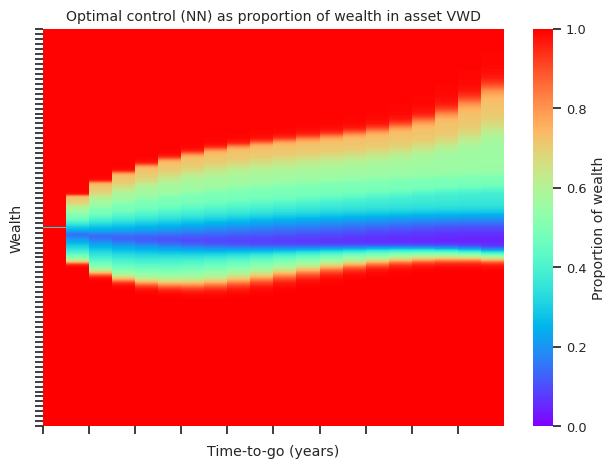 Optimal control (NN) as proportion of wealth in asset VWD
Wealth
Time-to-go (years)
1.0
0.8
0.6
0.4
0.2
0.0
Proportion of wealth